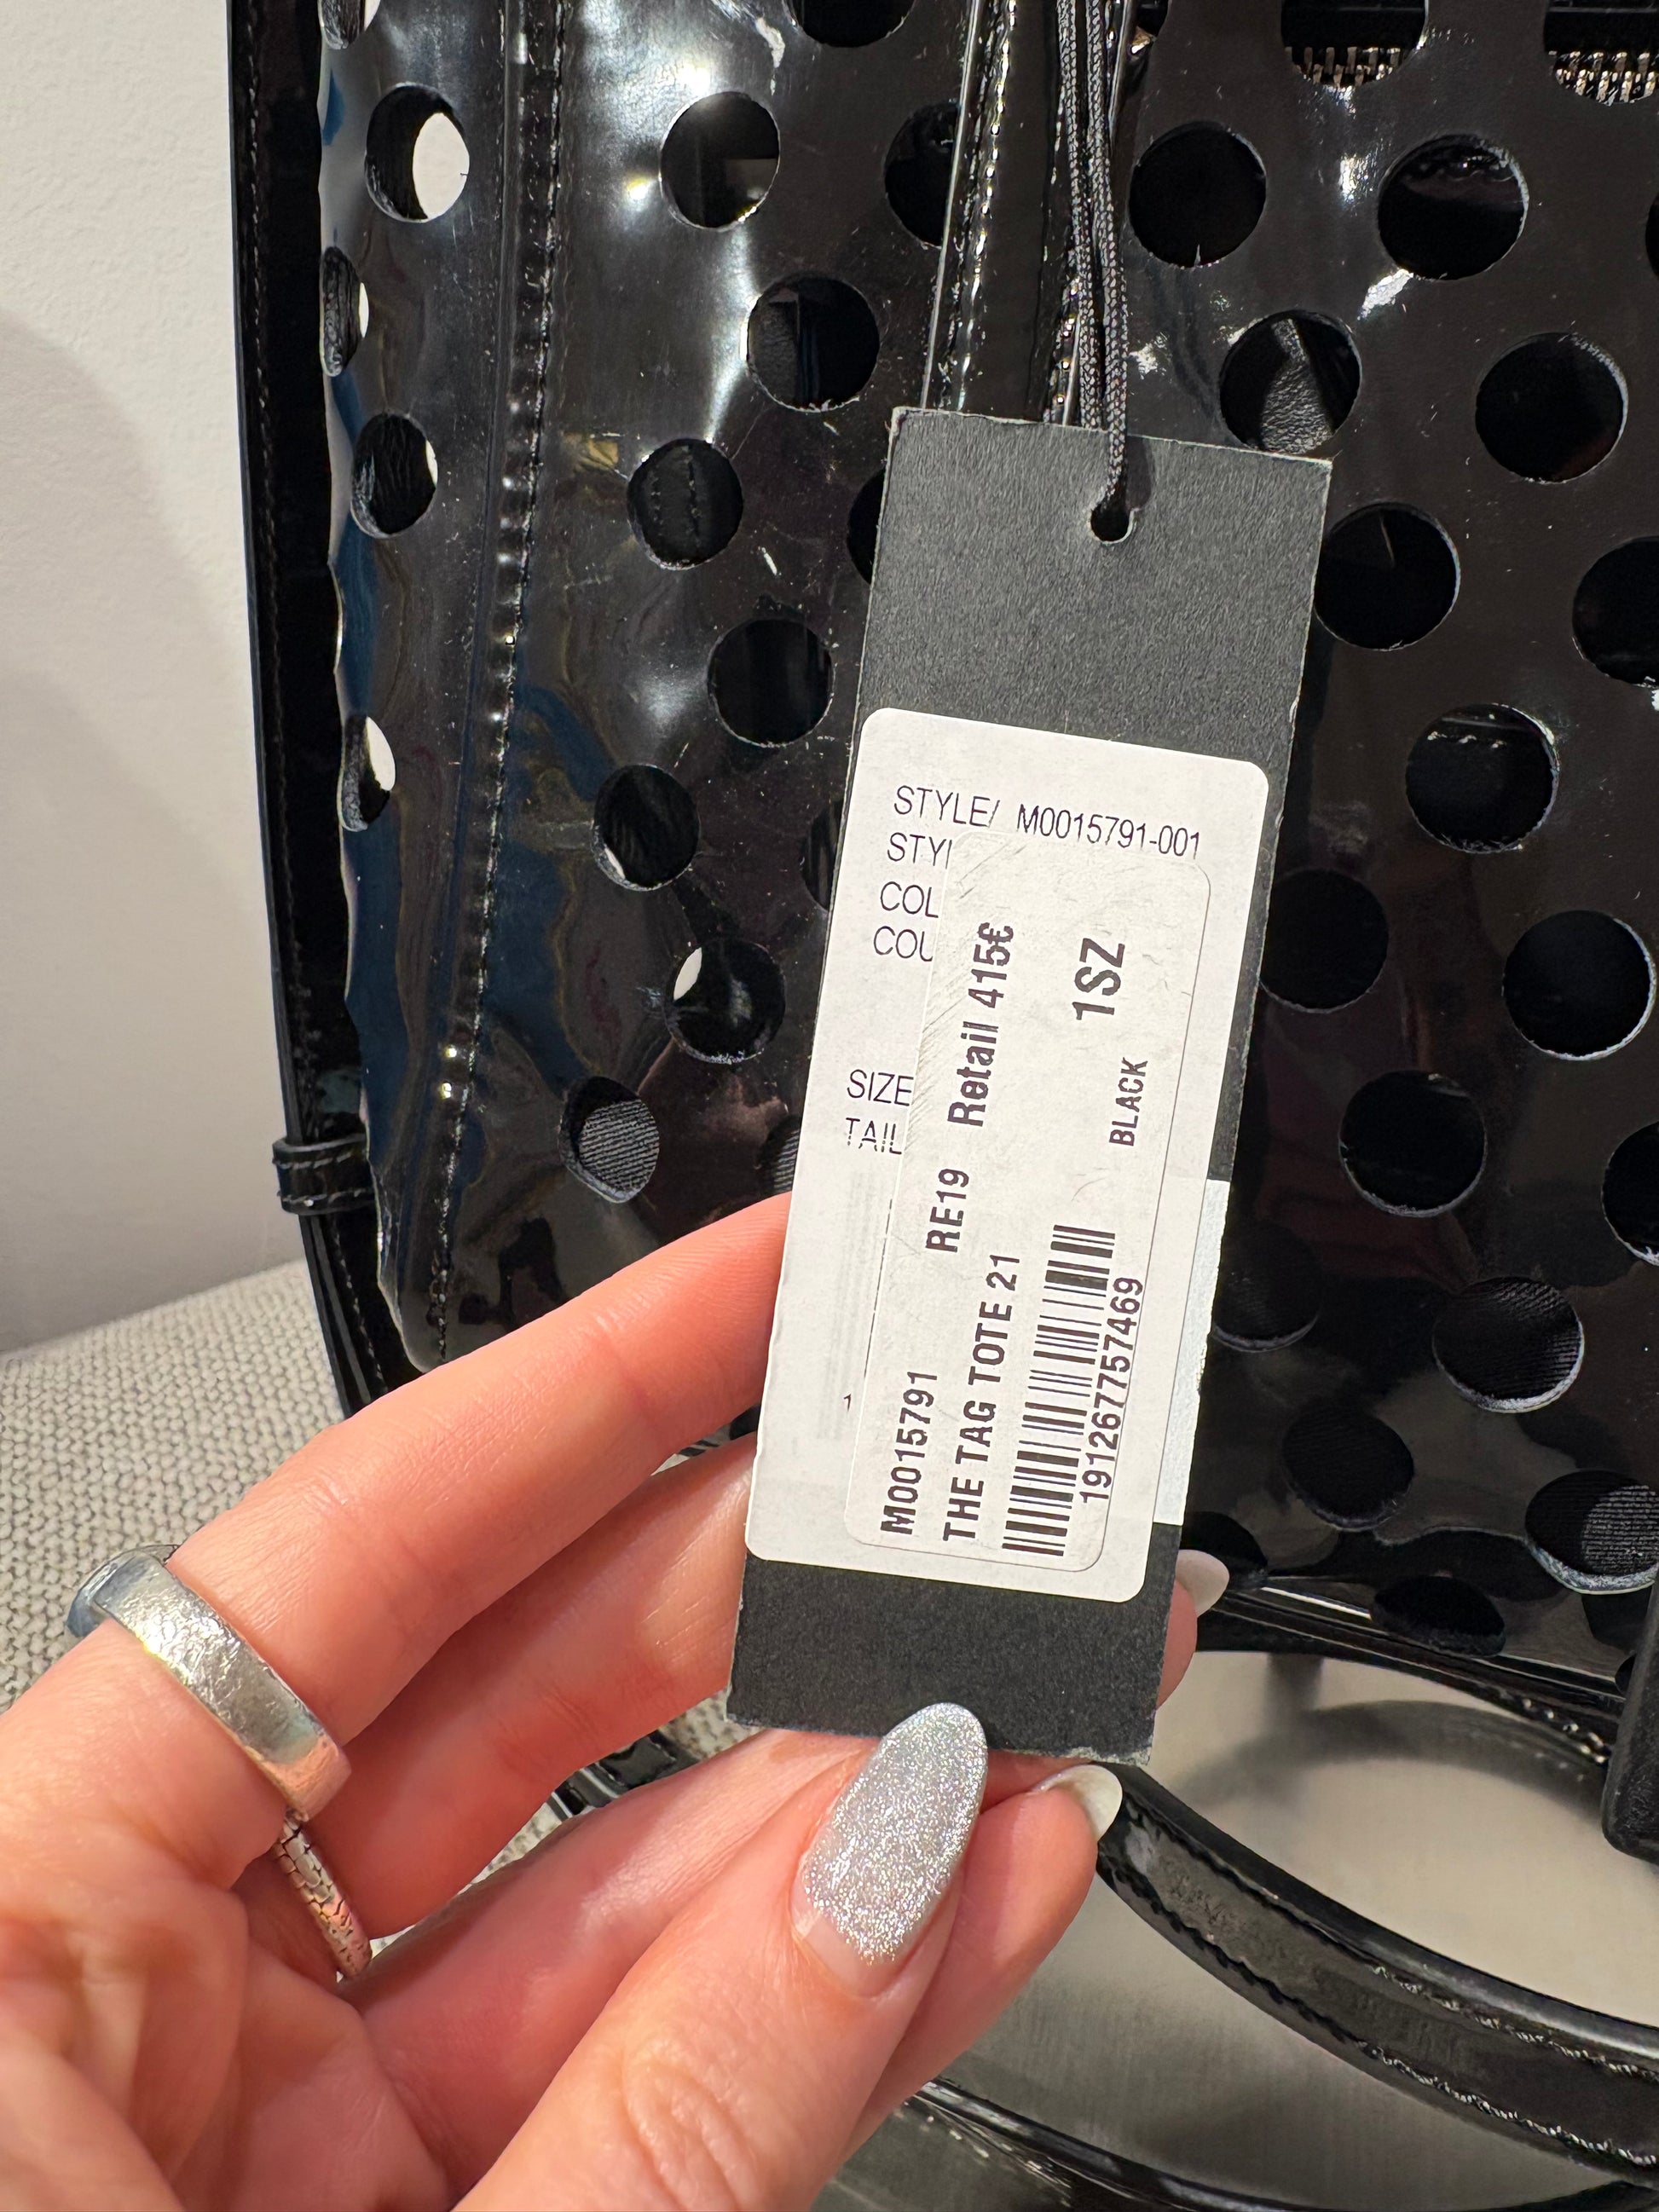 STYLE/ M0015791-001
STYL
COL
COU
SIZE
TAIL
1
M0015791 RE19 Retail 415€
THE TAG TOTE 21 1SZ
BLACK
191267757469